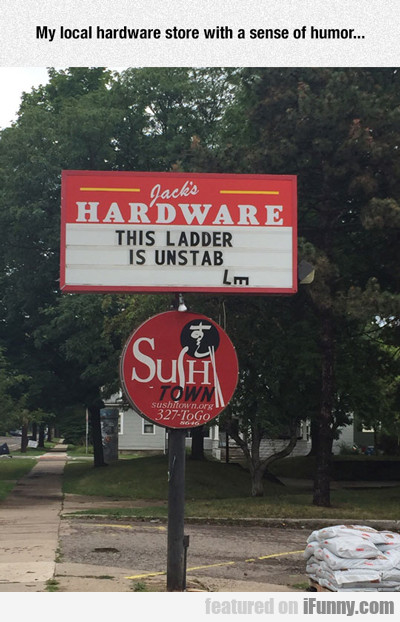 My local hardware store with a sense of humor...
Jack's
HARDWARE
THIS LADDER
IS UNSTAB
LE
SUSHI
TOWN
sushitown.org
327-ToGo
8646
featured on iFunny.com